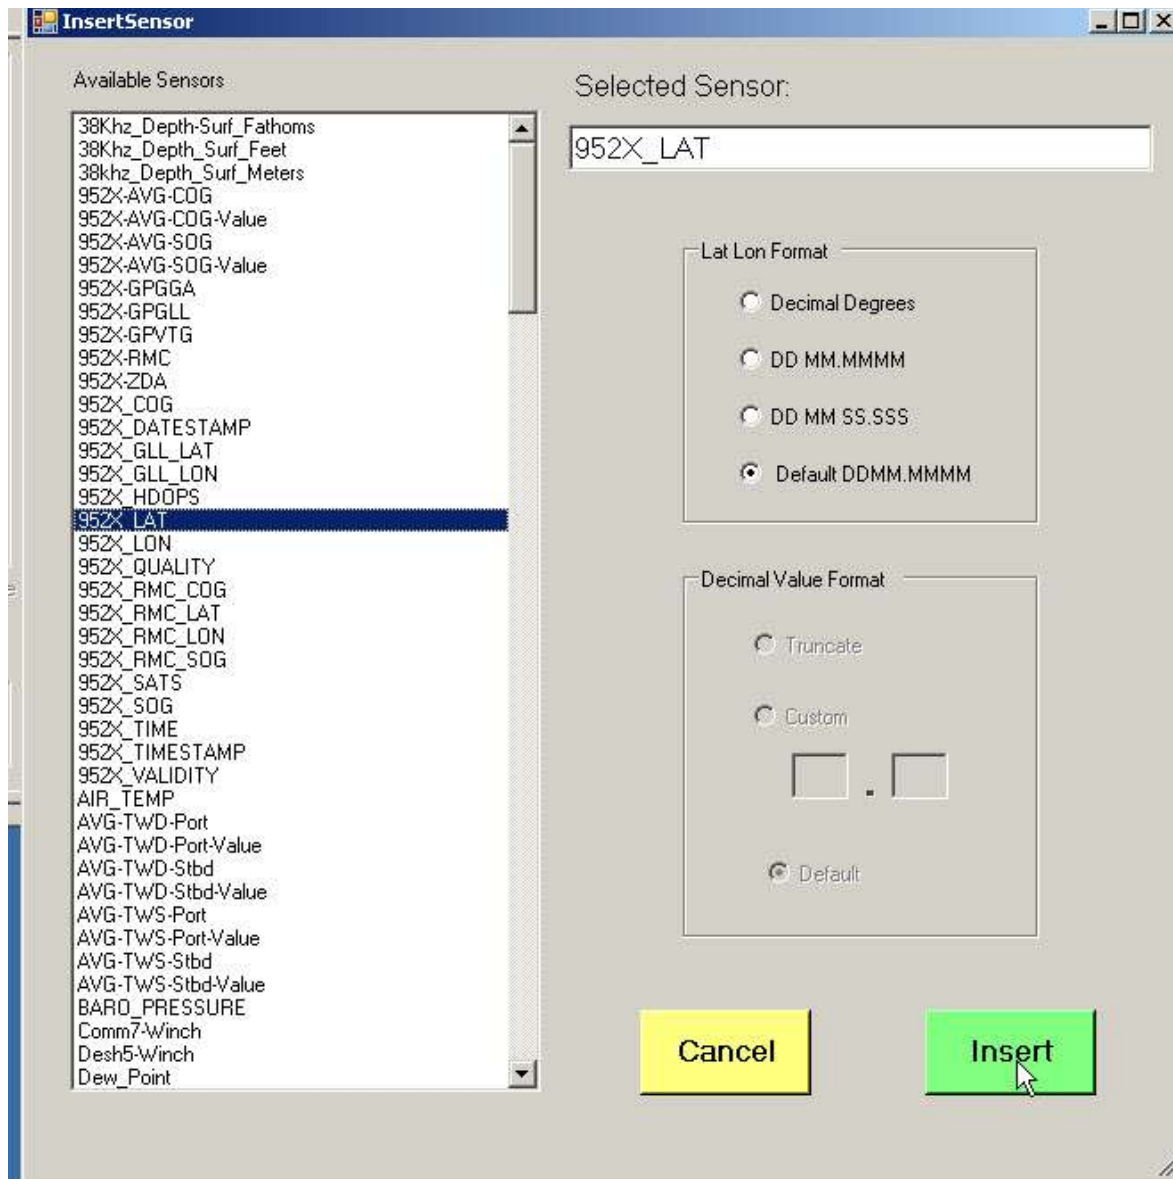 InsertSensor
Available Sensors
38Khz_Depth-Surf_Fathoms
38Khz_Depth_Surf_Feet
38khz_Depth_Surf_Meters
952X-AVG-COG
952X-AVG-COG-Value
952X-AVG-SOG
952X-AVG-SOG-Value
952X-GPGGA
952X-GPGLL
952X-GPVTG
952X-RMC
952X-ZDA
952X_COG
952X_DATESTAMP
952X_GLL_LAT
952X_GLL_LON
952X_HDOPS
952X_LAT
952X_LON
952X_QUALITY
952X_RMC_COG
952X_RMC_LAT
952X_RMC_LON
952X_RMC_SOG
952X_SATS
952X_SOG
952X_TIME
952X_TIMESTAMP
952X_VALIDITY
AIR_TEMP
AVG-TWD-Port
AVG-TWD-Port-Value
AVG-TWD-Stbd
AVG-TWD-Stbd-Value
AVG-TWS-Port
AVG-TWS-Port-Value
AVG-TWS-Stbd
AVG-TWS-Stbd-Value
BARO_PRESSURE
Comm7-Winch
Desh5-Winch
Dew_Point
Selected Sensor:
952X_LAT
Lat Lon Format
Decimal Degrees
DD MM.MMMM
DD MM SS.SSS
Default DDMM.MMMM
Decimal Value Format
Truncate
Custom
.
Default
Cancel
Insert